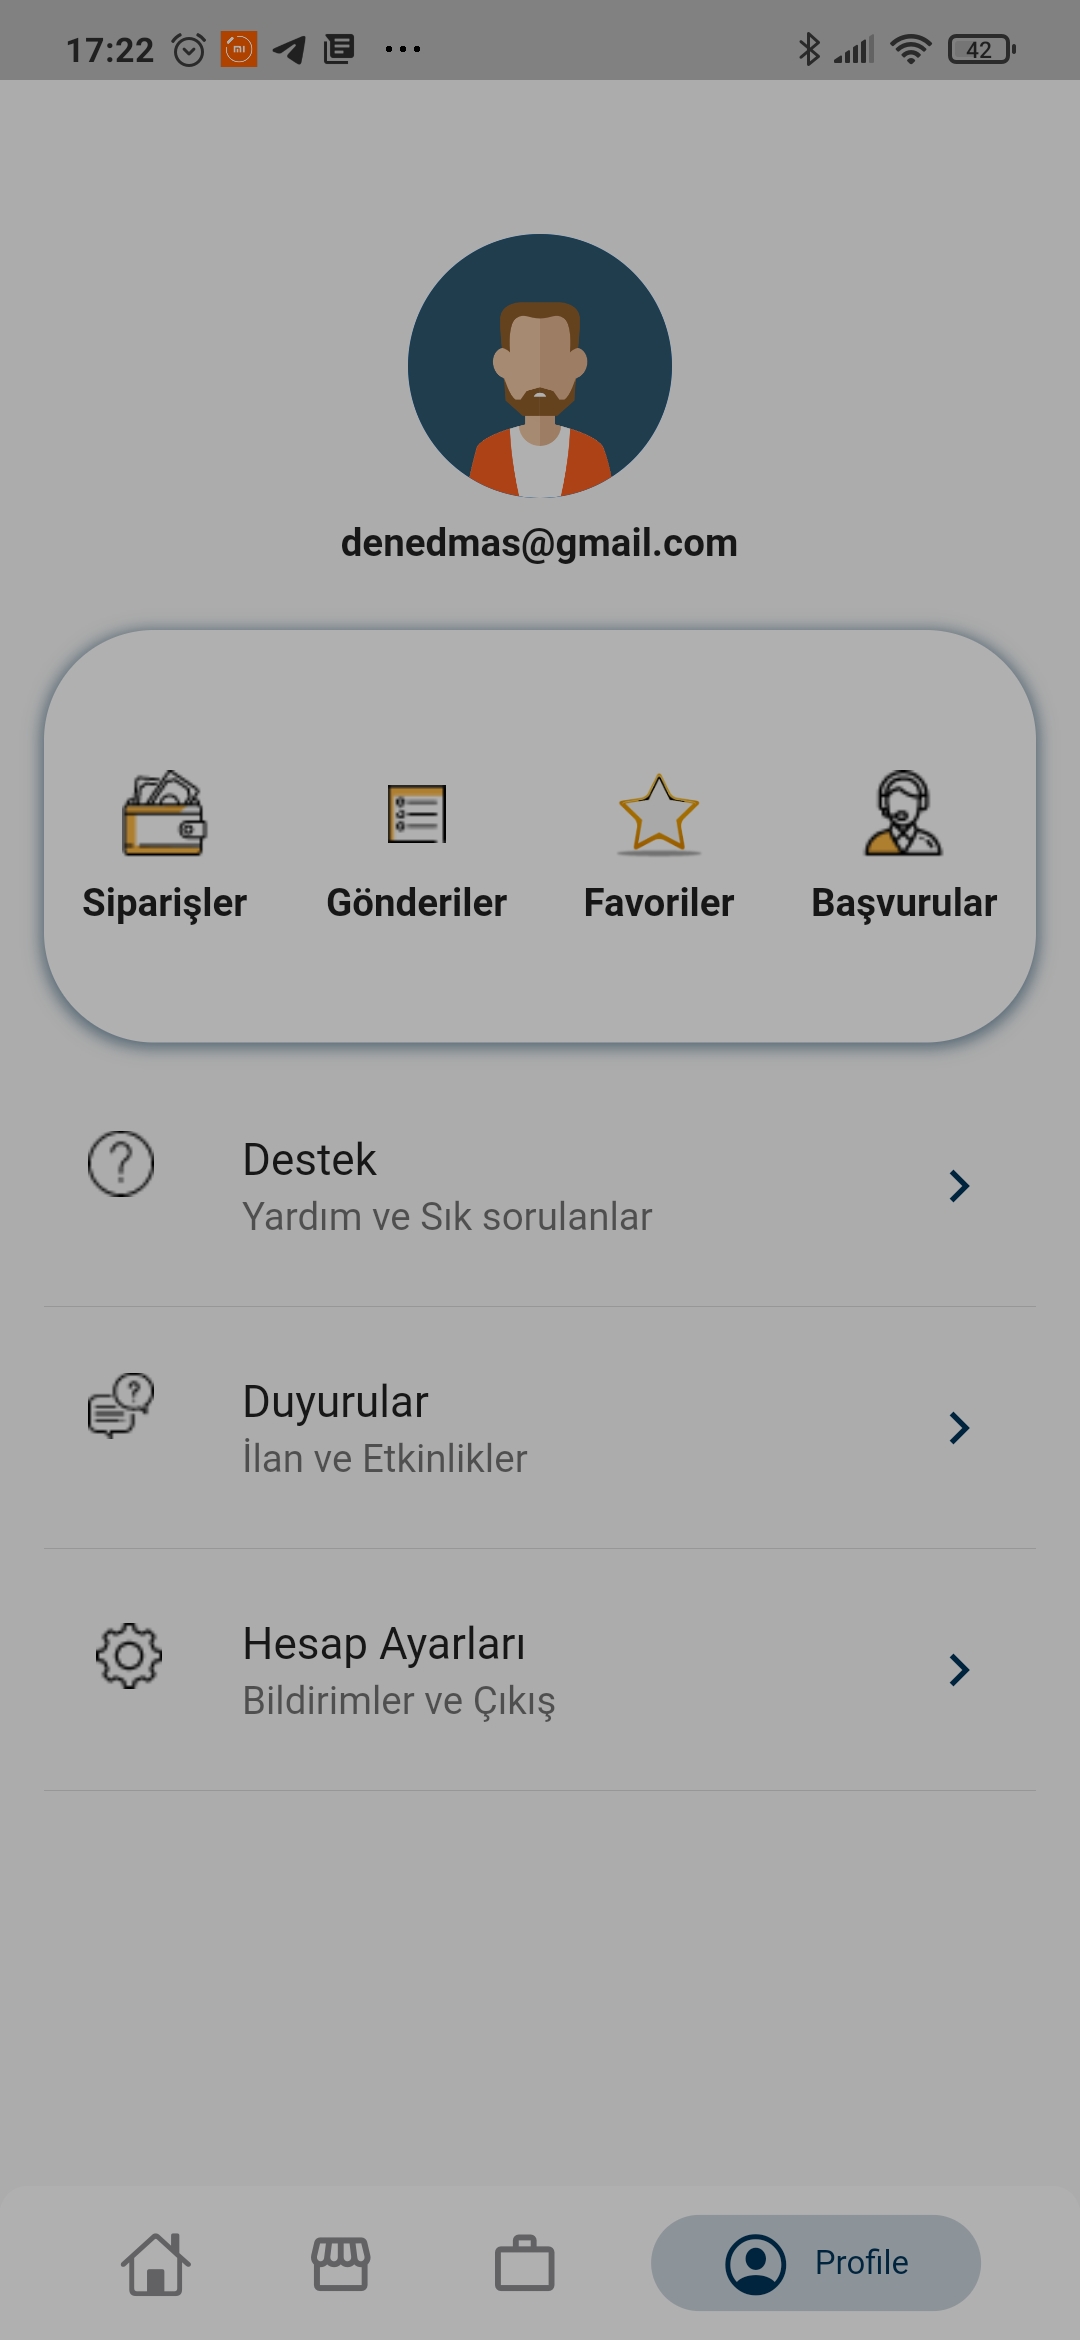 17:22
42
denedmas@gmail.com
Siparişler Gönderiler Favoriler Başvurular
Destek
Yardım ve Sık sorulanlar
Duyurular
İlan ve Etkinlikler
Hesap Ayarları
Bildirimler ve Çıkış
Profile